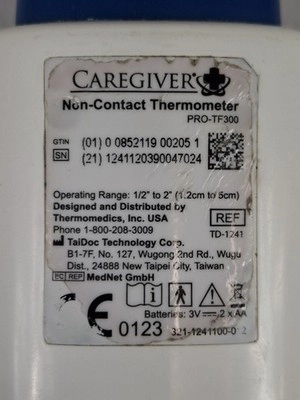 CAREGIVER
Non-Contact Thermometer
PRO-TF300
GTIN (01) 0 0852119 00205 1
SN (21) 1241120390047024
Operating Range: 1/2" to 2" (1.2cm to 5cm)
Designed and Distributed by
Thermomedics, Inc. USA
Phone 1-800-208-3009
REF
TD-1241
TaiDoc Technology Corp.
B1-7F, No. 127, Wugong 2nd Rd., Wugu
Dist., 24888 New Taipei City, Taiwan
EC REP MedNet GmbH
Batteries: 3V 2 x AA
CE 0123